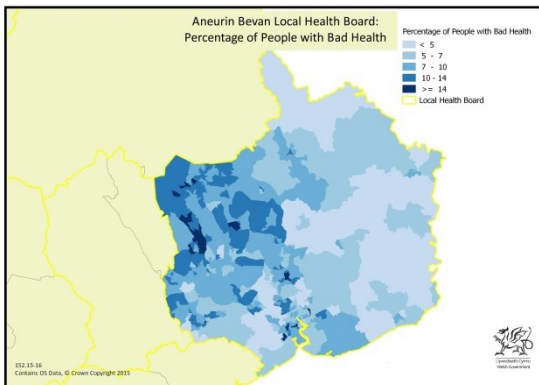 Aneurin Bevan Local Health Board:
Percentage of People with Bad Health
Percentage of People with Bad Health
< 5
5 - 7
7 - 10
10 - 14
>= 14
Local Health Board
152.15-16
Contains OS Data, © Crown Copyright 2015
Llywodraeth Cymru
Welsh Government